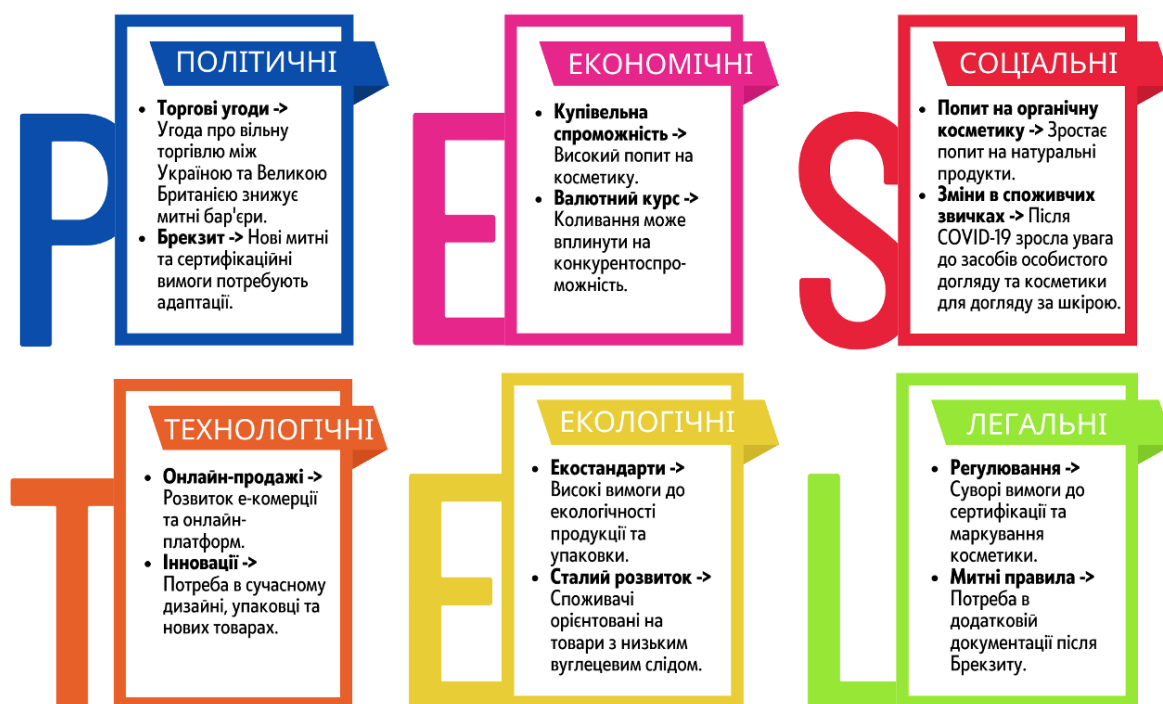 P
ПОЛІТИЧНІ
• Торгові угоди ->
Угода про вільну
торгівлю між
Україною та Великою
Британією знижує
митні бар'єри.
• Брекзит -> Нові митні
та сертифікаційні
вимоги потребують
адаптації.
E
ЕКОНОМІЧНІ
• Купівельна
спроможність ->
Високий попит на
косметику.
• Валютний курс ->
Коливання може
вплинути на
конкурентоспро-
можність.
S
СОЦІАЛЬНІ
• Попит на органічну
косметику -> Зростає
попит на натуральні
продукти.
• Зміни в споживчих
звичках -> Після
COVID-19 зросла увага
до засобів особистого
догляду та косметики
для догляду за шкірою.
T
ТЕХНОЛОГІЧНІ
• Онлайн-продажі ->
Розвиток е-комерції
та онлайн-
платформ.
• Інновації ->
Потреба в сучасному
дизайні, упаковці та
нових товарах.
E
ЕКОЛОГІЧНІ
• Екостандарти ->
Високі вимоги до
екологічності
продукції та
упаковки.
• Сталий розвиток ->
Споживачі
орієнтовані на
товари з низьким
вуглецевим слідом.
L
ЛЕГАЛЬНІ
• Регулювання ->
Суворі вимоги до
сертифікації та
маркування
косметики.
• Митні правила ->
Потреба в
додатковій
документації після
Брекзиту.